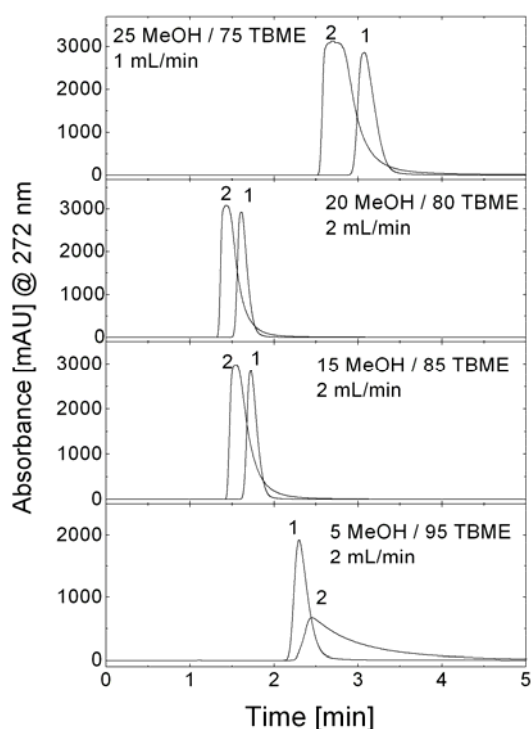 25 MeOH / 75 TBME
1 mL/min
2 1
3000
2000
1000
0
20 MeOH / 80 TBME
2 mL/min
2 1
3000
2000
1000
0
15 MeOH / 85 TBME
2 mL/min
2 1
3000
2000
1000
0
5 MeOH / 95 TBME
2 mL/min
1
2
2000
1000
0
0 1 2 3 4 5
Time [min]
Absorbance [mAU] @ 272 nm